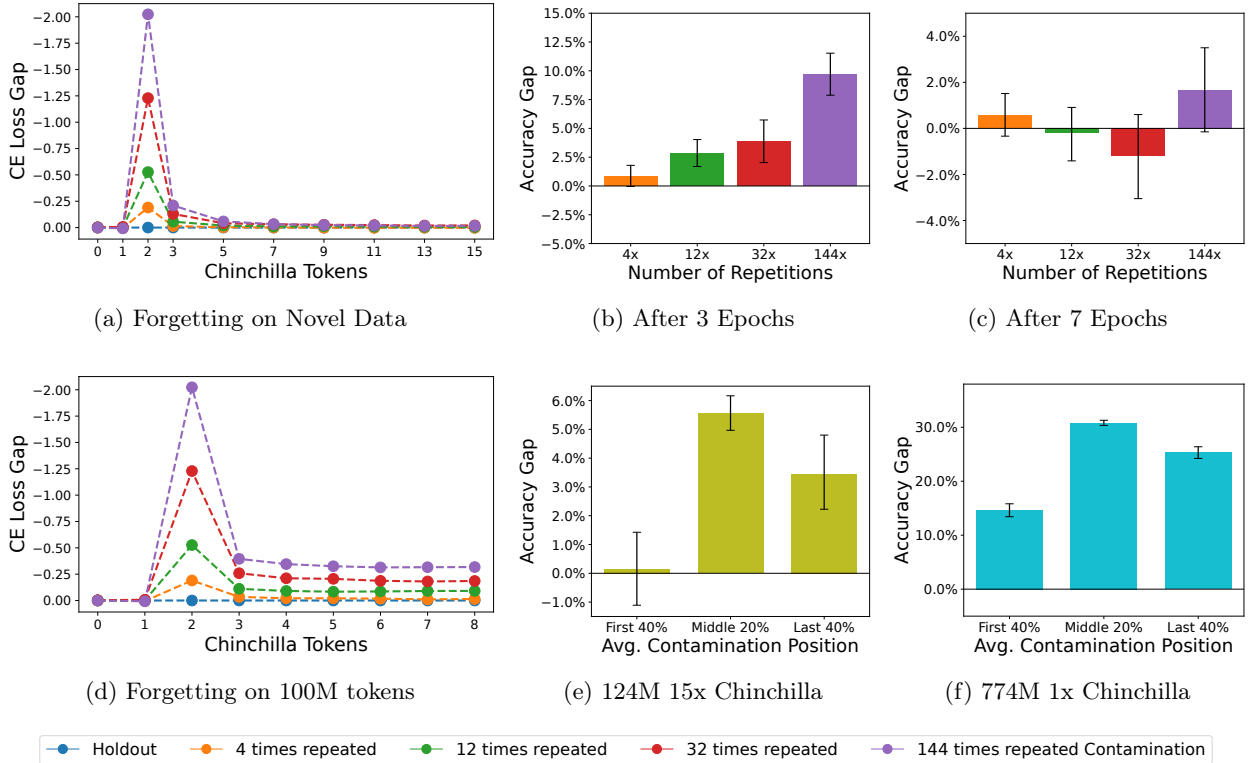 CE Loss Gap
−2.00
−1.75
−1.50
−1.25
−1.00
−0.75
−0.50
−0.25
0.00
0 1 2 3 5 7 9 11 13 15
Chinchilla Tokens
(a) Forgetting on Novel Data
Accuracy Gap
15.0%
12.5%
10.0%
7.5%
5.0%
2.5%
0.0%
−2.5%
−5.0%
4x 12x 32x 144x
Number of Repetitions
(b) After 3 Epochs
Accuracy Gap
4.0%
2.0%
0.0%
−2.0%
−4.0%
4x 12x 32x 144x
Number of Repetitions
(c) After 7 Epochs
CE Loss Gap
−2.00
−1.75
−1.50
−1.25
−1.00
−0.75
−0.50
−0.25
0.00
0 1 2 3 4 5 6 7 8
Chinchilla Tokens
(d) Forgetting on 100M tokens
Accuracy Gap
6.0%
5.0%
4.0%
3.0%
2.0%
1.0%
0.0%
−1.0%
First 40% Middle 20% Last 40%
Avg. Contamination Position
(e) 124M 15x Chinchilla
Accuracy Gap
30.0%
20.0%
10.0%
0.0%
First 40% Middle 20% Last 40%
Avg. Contamination Position
(f) 774M 1x Chinchilla
Holdout 4 times repeated 12 times repeated 32 times repeated 144 times repeated Contamination